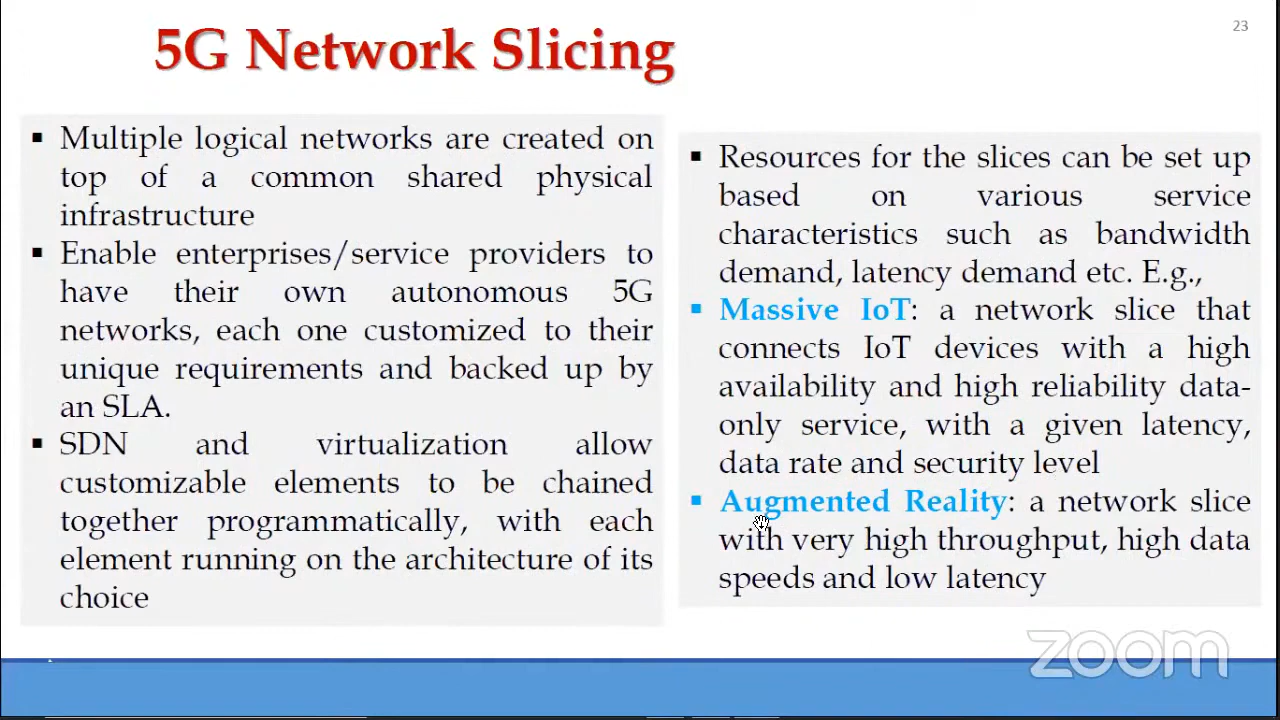 23
5G Network Slicing
▪ Multiple logical networks are created on
top of a common shared physical
infrastructure
▪ Enable enterprises/service providers to
have their own autonomous 5G
networks, each one customized to their
unique requirements and backed up by
an SLA.
▪ SDN and virtualization allow
customizable elements to be chained
together programmatically, with each
element running on the architecture of its
choice
▪ Resources for the slices can be set up
based on various service
characteristics such as bandwidth
demand, latency demand etc. E.g.,
▪ Massive IoT: a network slice that
connects IoT devices with a high
availability and high reliability data-
only service, with a given latency,
data rate and security level
▪ Augmented Reality: a network slice
with very high throughput, high data
speeds and low latency
zoom